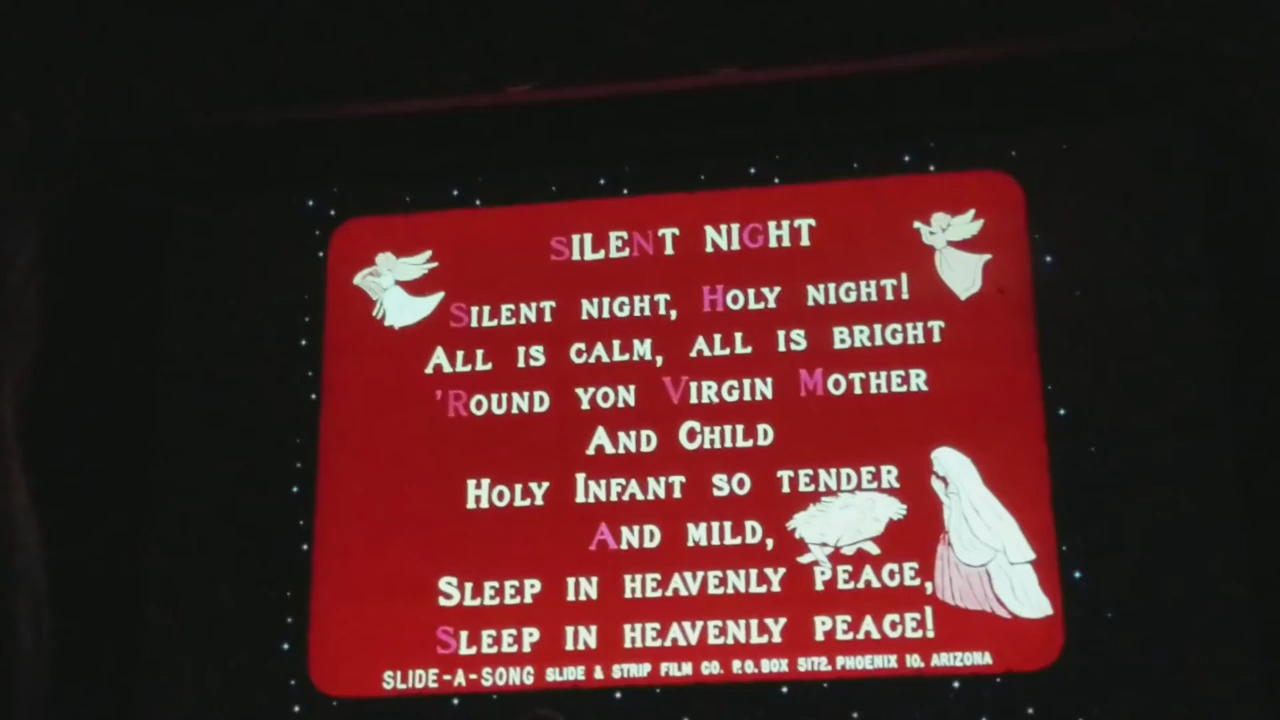 SILENT NIGHT
SILENT NIGHT, HOLY NIGHT!
ALL IS CALM, ALL IS BRIGHT
'ROUND YON VIRGIN MOTHER
AND CHILD
HOLY INFANT SO TENDER
AND MILD,
SLEEP IN HEAVENLY PEACE,
SLEEP IN HEAVENLY PEACE!
SLIDE-A-SONG SLIDE & STRIP FILM CO. P.O. BOX 5172. PHOENIX 10. ARIZONA